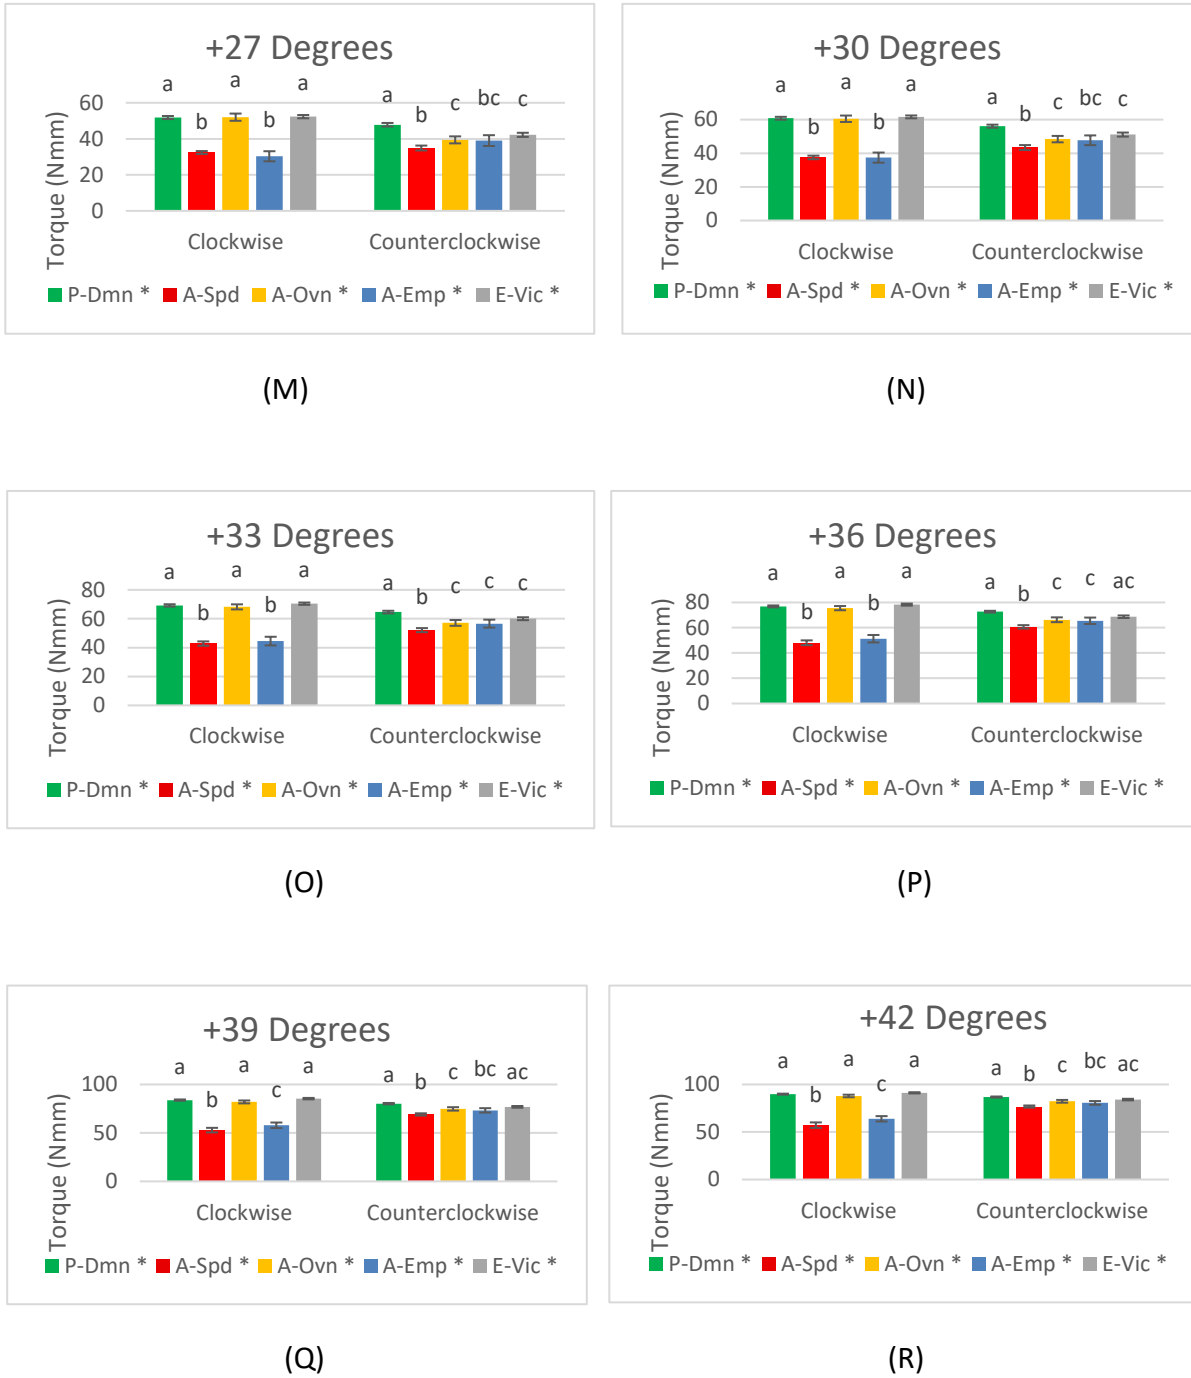 +27 Degrees
a b a b a a b c bc c
60
40
20
0
Torque (Nmm)
Clockwise Counterclockwise
P-Dmn * A-Spd A-Ovn * A-Emp * E-Vic *
(M)
+30 Degrees
a b a b a a b c bc c
60
40
20
0
Torque (Nmm)
Clockwise Counterclockwise
P-Dmn * A-Spd * A-Ovn * A-Emp * E-Vic *
(N)
+33 Degrees
a b a b a a b c c c
80
60
40
20
0
Torque (Nmm)
Clockwise Counterclockwise
P-Dmn * A-Spd * A-Ovn * A-Emp * E-Vic *
(O)
+36 Degrees
a b a b a a b c c ac
80
60
40
20
0
Torque (Nmm)
Clockwise Counterclockwise
P-Dmn * A-Spd * A-Ovn * A-Emp * E-Vic *
(P)
+39 Degrees
a b a c a a b c bc ac
100
50
0
Torque (Nmm)
Clockwise Counterclockwise
P-Dmn * A-Spd * A-Ovn * A-Emp * E-Vic *
(Q)
+42 Degrees
a b a c a a b c bc ac
100
50
0
Torque (Nmm)
Clockwise Counterclockwise
P-Dmn * A-Spd * A-Ovn * A-Emp * E-Vic *
(R)